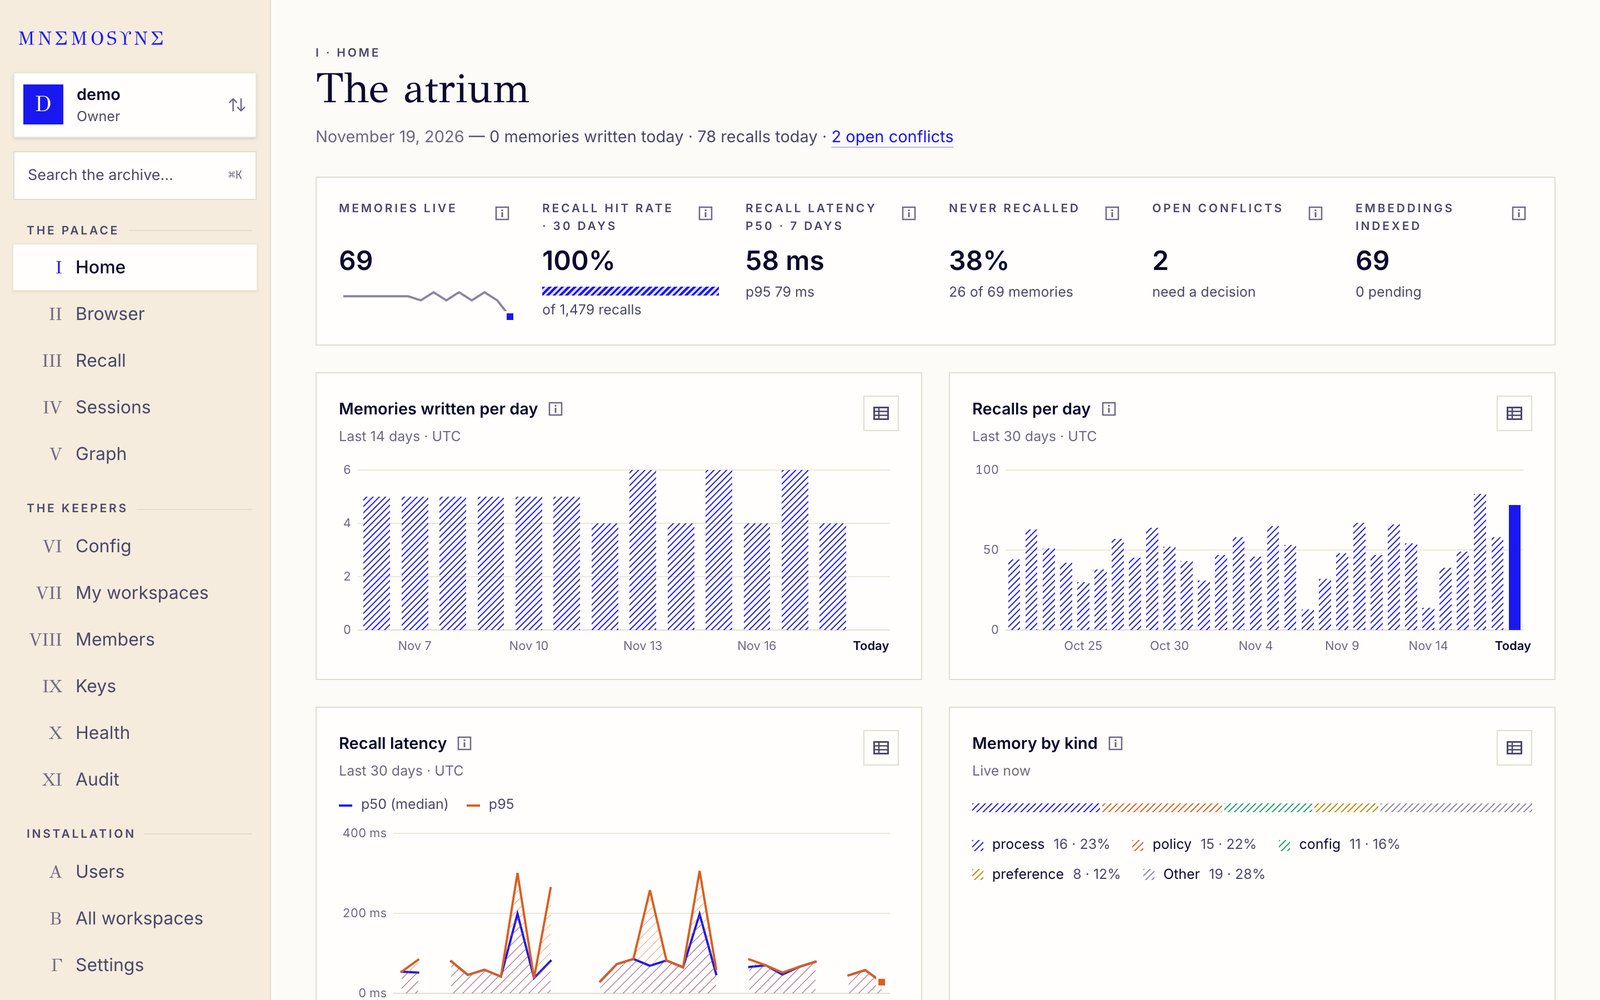 MNΣMOSYNΣ
D
demo
Owner
Search the archive...
⌘K
THE PALACE
I Home
II Browser
III Recall
IV Sessions
V Graph
THE KEEPERS
VI Config
VII My workspaces
VIII Members
IX Keys
X Health
XI Audit
INSTALLATION
A Users
B All workspaces
Γ Settings
I · HOME
The atrium
November 19, 2026 — 0 memories written today · 78 recalls today · 2 open conflicts
MEMORIES LIVE
69
RECALL HIT RATE
· 30 DAYS
100%
of 1,479 recalls
RECALL LATENCY
P50 · 7 DAYS
58 ms
p95 79 ms
NEVER RECALLED
38%
26 of 69 memories
OPEN CONFLICTS
2
need a decision
EMBEDDINGS
INDEXED
69
0 pending
Memories written per day
Last 14 days · UTC
6
4
2
0
Nov 7 Nov 10 Nov 13 Nov 16 Today
Recalls per day
Last 30 days · UTC
100
50
0
Oct 25 Oct 30 Nov 4 Nov 9 Nov 14 Today
Recall latency
Last 30 days · UTC
p50 (median) p95
400 ms
200 ms
0 ms
Memory by kind
Live now
process 16 · 23% policy 15 · 22% config 11 · 16%
preference 8 · 12% Other 19 · 28%